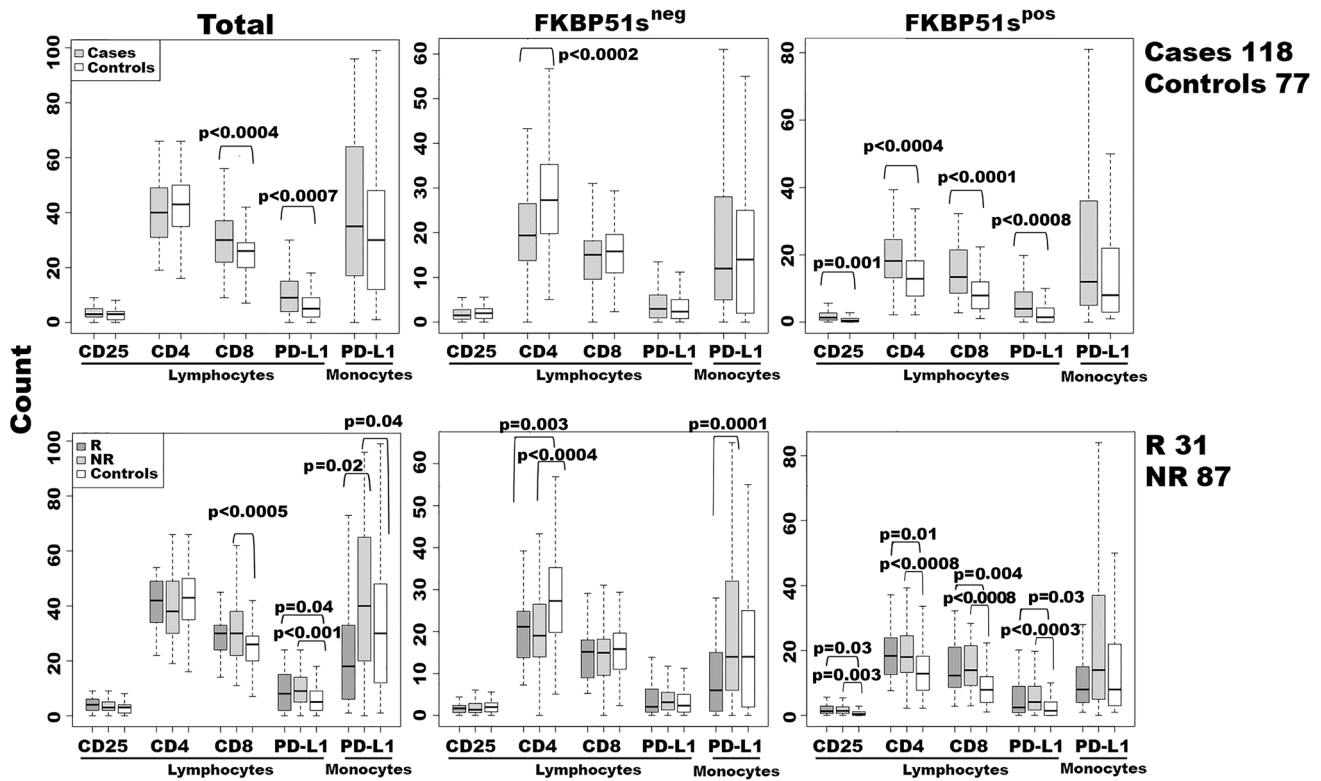 Total
FKBP51sneg
FKBP51spos
Cases
Controls
Cases 118
Controls 77
Count
100
80
60
40
20
0
p<0.0004
p<0.0007
CD25 CD4 CD8 PD-L1 PD-L1
Lymphocytes Monocytes
60
50
40
30
20
10
0
p<0.0002
CD25 CD4 CD8 PD-L1 PD-L1
Lymphocytes Monocytes
80
60
40
20
0
p=0.001
p<0.0004
p<0.0001
p<0.0008
CD25 CD4 CD8 PD-L1 PD-L1
Lymphocytes Monocytes
R
NR
Controls
R 31
NR 87
100
80
60
40
20
0
p<0.0005
p=0.04
p<0.001
p=0.02
p=0.04
CD25 CD4 CD8 PD-L1 PD-L1
Lymphocytes Monocytes
60
50
40
30
20
10
0
p=0.003
p<0.0004
p=0.0001
CD25 CD4 CD8 PD-L1 PD-L1
Lymphocytes Monocytes
80
60
40
20
0
p=0.03
p=0.003
p=0.01
p<0.0008
p=0.004
p<0.0008
p=0.03
p<0.0003
CD25 CD4 CD8 PD-L1 PD-L1
Lymphocytes Monocytes